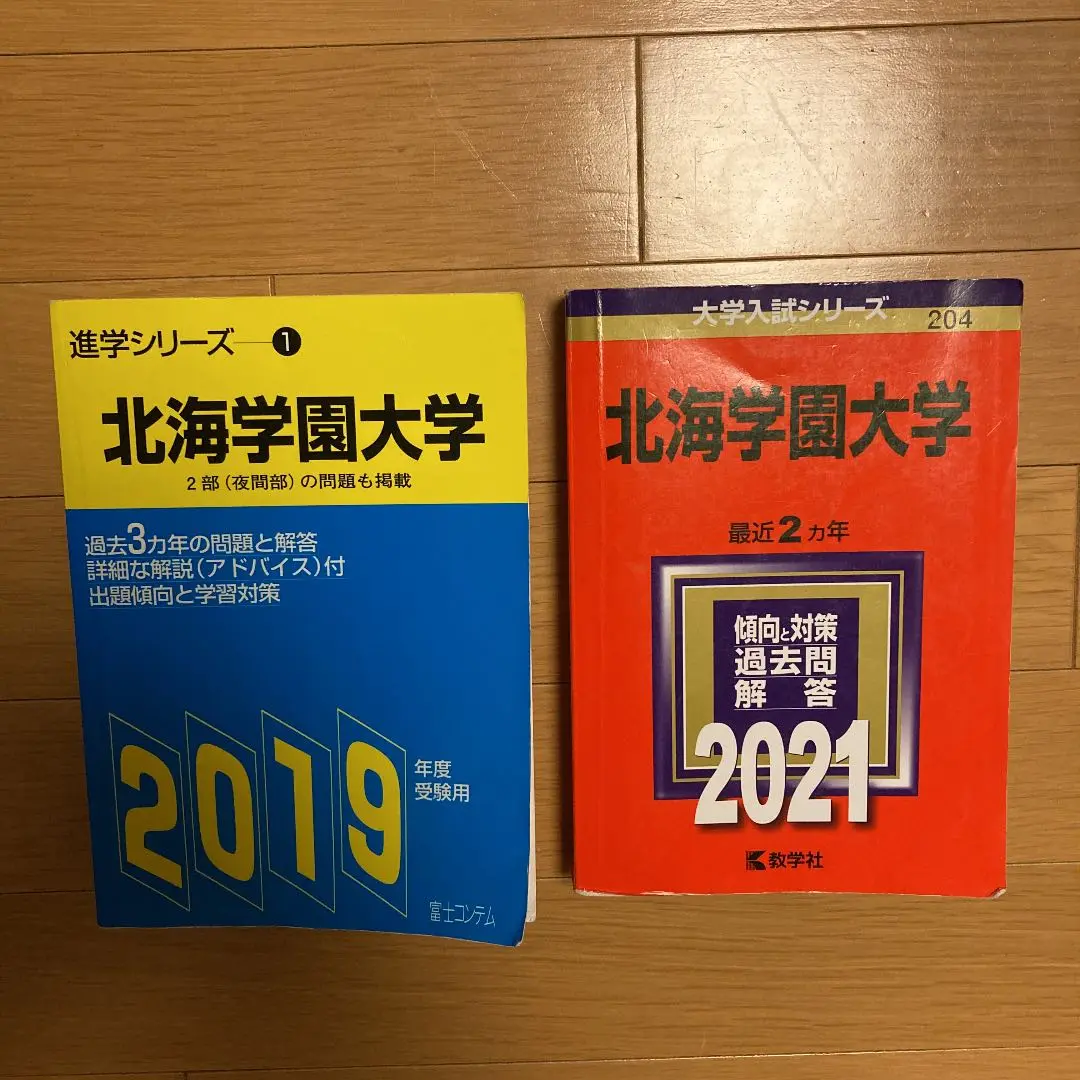 進学シリーズ―❶
北海学園大学
2部(夜間部)の問題も掲載
過去3カ年の問題と解答
詳細な解説(アドバイス)付
出題傾向と学習対策
2019
年度
受験用
富士コンテム
大学入試シリーズ
204
北海学園大学
最近2カ年
傾向と対策
過去問
解答
2021
教学社